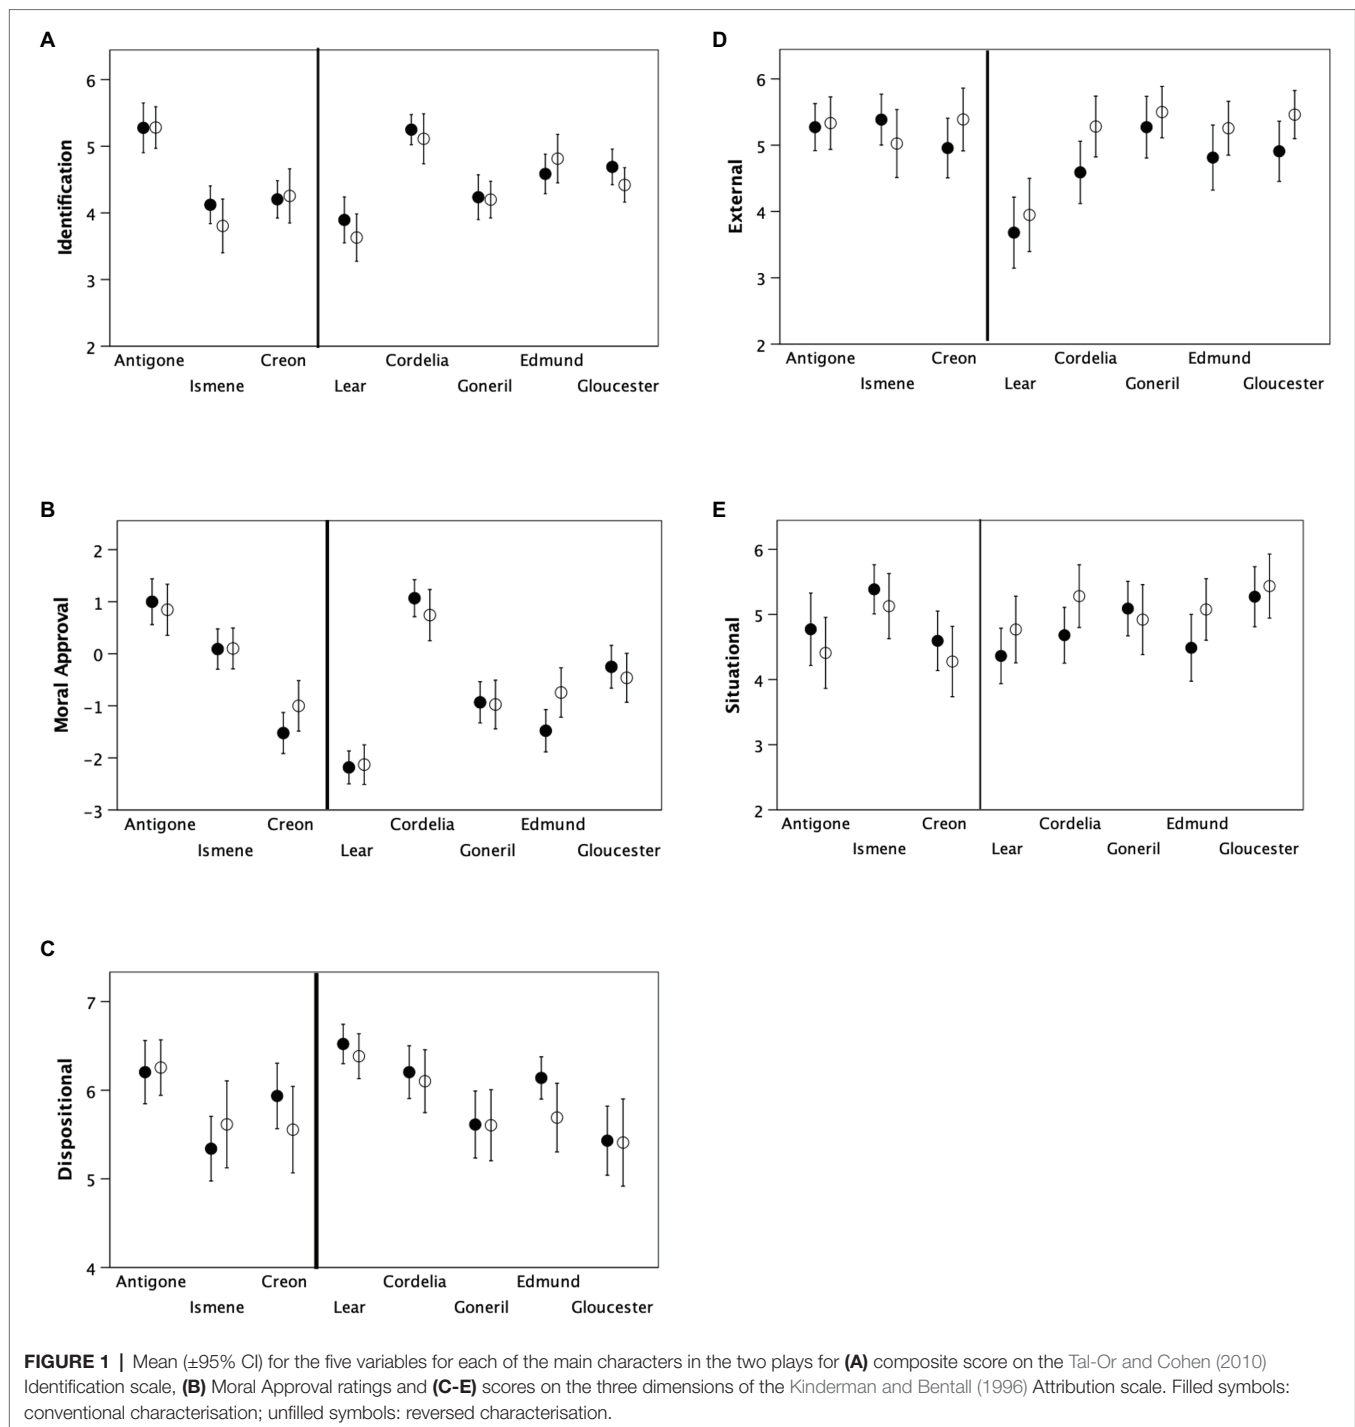 A
6
5
4
3
2
Identification
Antigone
Creon
Cordelia
Edmund
Ismene
Lear
Goneril
Gloucester
D
6
5
4
3
2
External
Antigone
Creon
Cordelia
Edmund
Ismene
Lear
Goneril
Gloucester
B
2
1
0
−1
−2
−3
Moral Approval
Antigone
Creon
Cordelia
Edmund
Ismene
Lear
Goneril
Gloucester
E
6
5
4
3
2
Situational
Antigone
Creon
Cordelia
Edmund
Ismene
Lear
Goneril
Gloucester
C
7
6
5
4
Dispositional
Antigone
Creon
Cordelia
Edmund
Ismene
Lear
Goneril
Gloucester
FIGURE 1 | Mean (±95% CI) for the five variables for each of the main characters in the two plays for (A) composite score on the Tal-Or and Cohen (2010)
Identification scale, (B) Moral Approval ratings and (C-E) scores on the three dimensions of the Kinderman and Bentall (1996) Attribution scale. Filled symbols:
conventional characterisation; unfilled symbols: reversed characterisation.